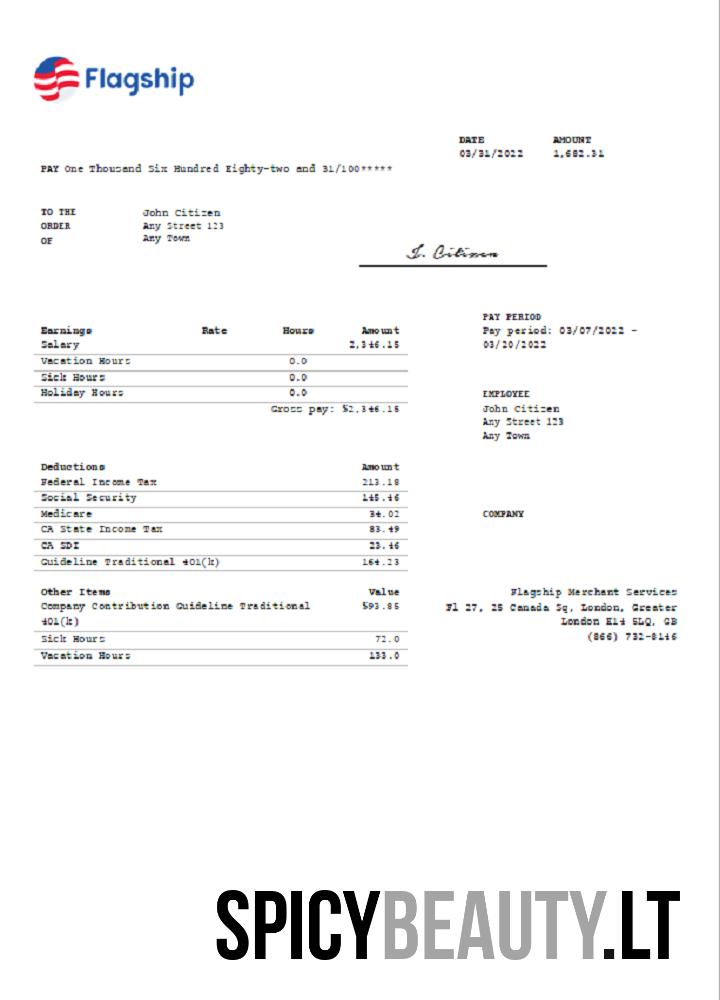 Flagship
DATE AMOUNT
03/31/2022 1,682.31
PAY One Thousand Six Hundred Eighty-two and 31/100*****
TO THE ORDER OF
John Citizen
Any Street 123
Any Town
J. Citizen
Earnings Rate Hours Amount
Salary 2,346.15
Vacation Hours 0.0
Sick Hours 0.0
Holiday Hours 0.0
Gross pay: $2,346.15
PAY PERIOD
Pay period: 03/07/2022 -
03/20/2022
EMPLOYEE
John Citizen
Any Street 123
Any Town
Deductions Amount
Federal Income Tax 213.18
Social Security 145.46
Medicare 34.02
CA State Income Tax 83.49
CA SDI 23.46
Guideline Traditional 401(k) 164.23
COMPANY
Other Items Value
Company Contribution Guideline Traditional $93.85
401(k)
Sick Hours 72.0
Vacation Hours 133.0
Flagship Merchant Services
Fl 27, 25 Canada Sq, London, Greater
London E14 5LQ, GB
(866) 732-8146
SPICYBEAUTY.LT